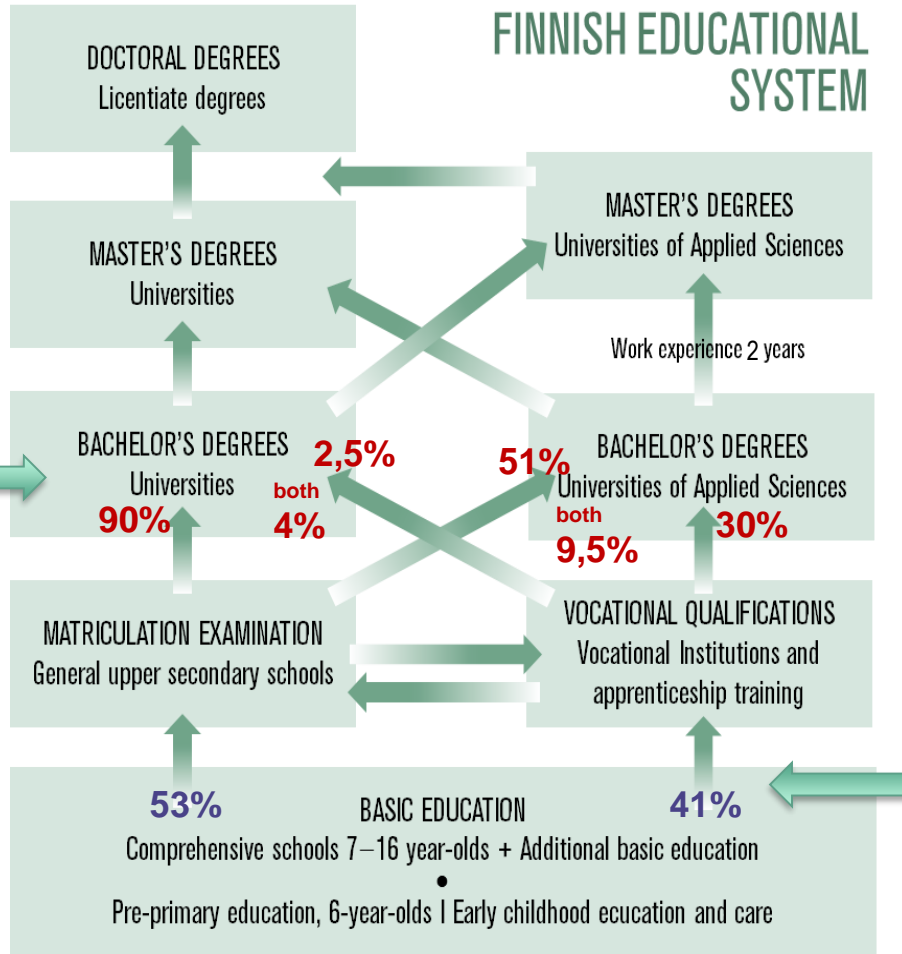 FINNISH EDUCATIONAL
SYSTEM
DOCTORAL DEGREES
Licentiate degrees
MASTER'S DEGREES
Universities of Applied Sciences
MASTER'S DEGREES
Universities
Work experience 2 years
BACHELOR'S DEGREES
Universities
2,5%
both
4%
90%
51%
BACHELOR'S DEGREES
Universities of Applied Sciences
both
9,5%
30%
MATRICULATION EXAMINATION
General upper secondary schools
VOCATIONAL QUALIFICATIONS
Vocational Institutions and
apprenticeship training
53%
41%
BASIC EDUCATION
Comprehensive schools 7–16 year-olds + Additional basic education
•
Pre-primary education, 6-year-olds I Early childhood ecucation and care